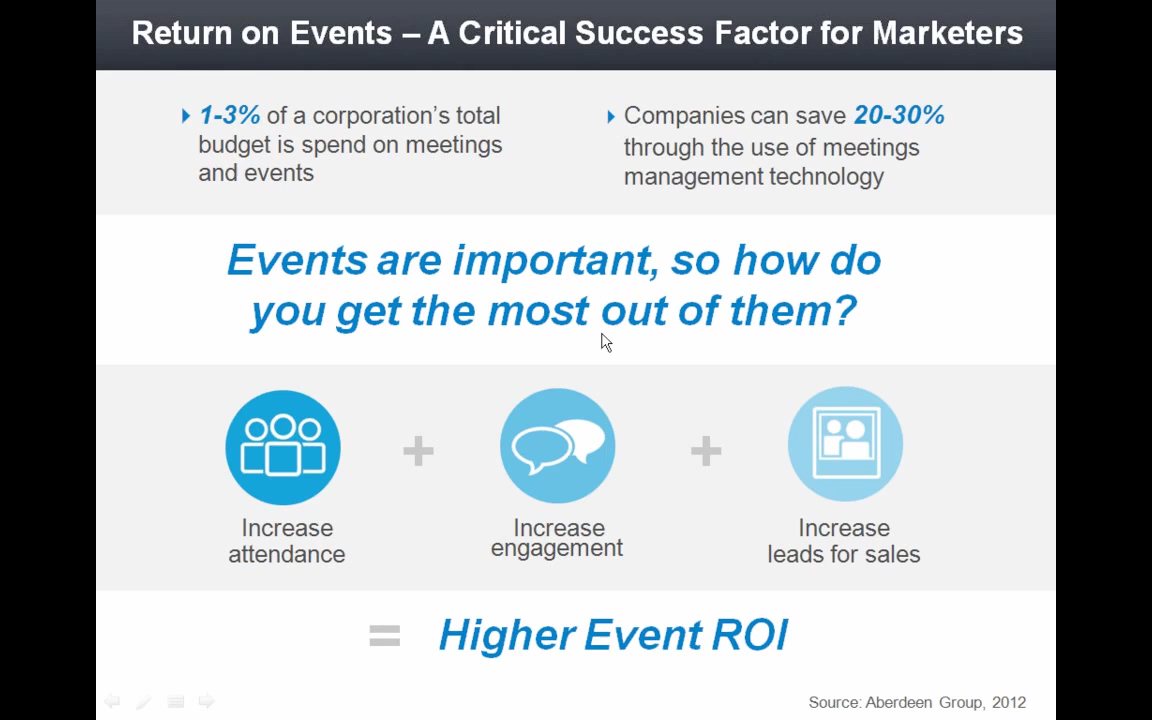 Return on Events – A Critical Success Factor for Marketers
1-3% of a corporation's total
budget is spend on meetings
and events
Companies can save 20-30%
through the use of meetings
management technology
Events are important, so how do
you get the most out of them?
+
+
Increase
attendance
Increase
engagement
Increase
leads for sales
= Higher Event ROI
Source: Aberdeen Group, 2012